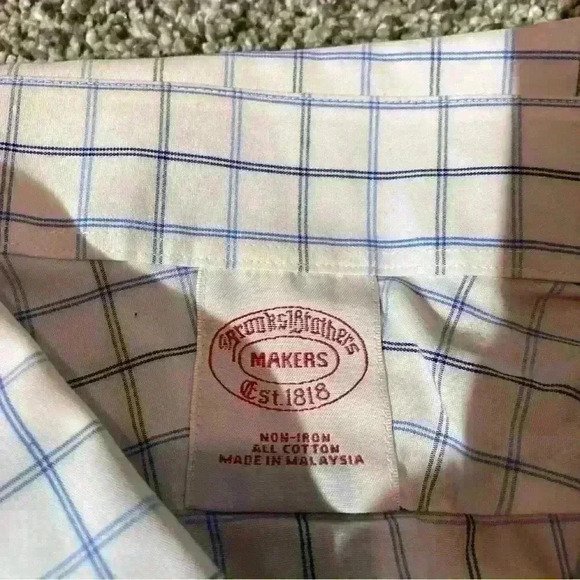 Brooks Brothers
MAKERS
Est. 1818
NON-IRON
ALL COTTON
MADE IN MALAYSIA